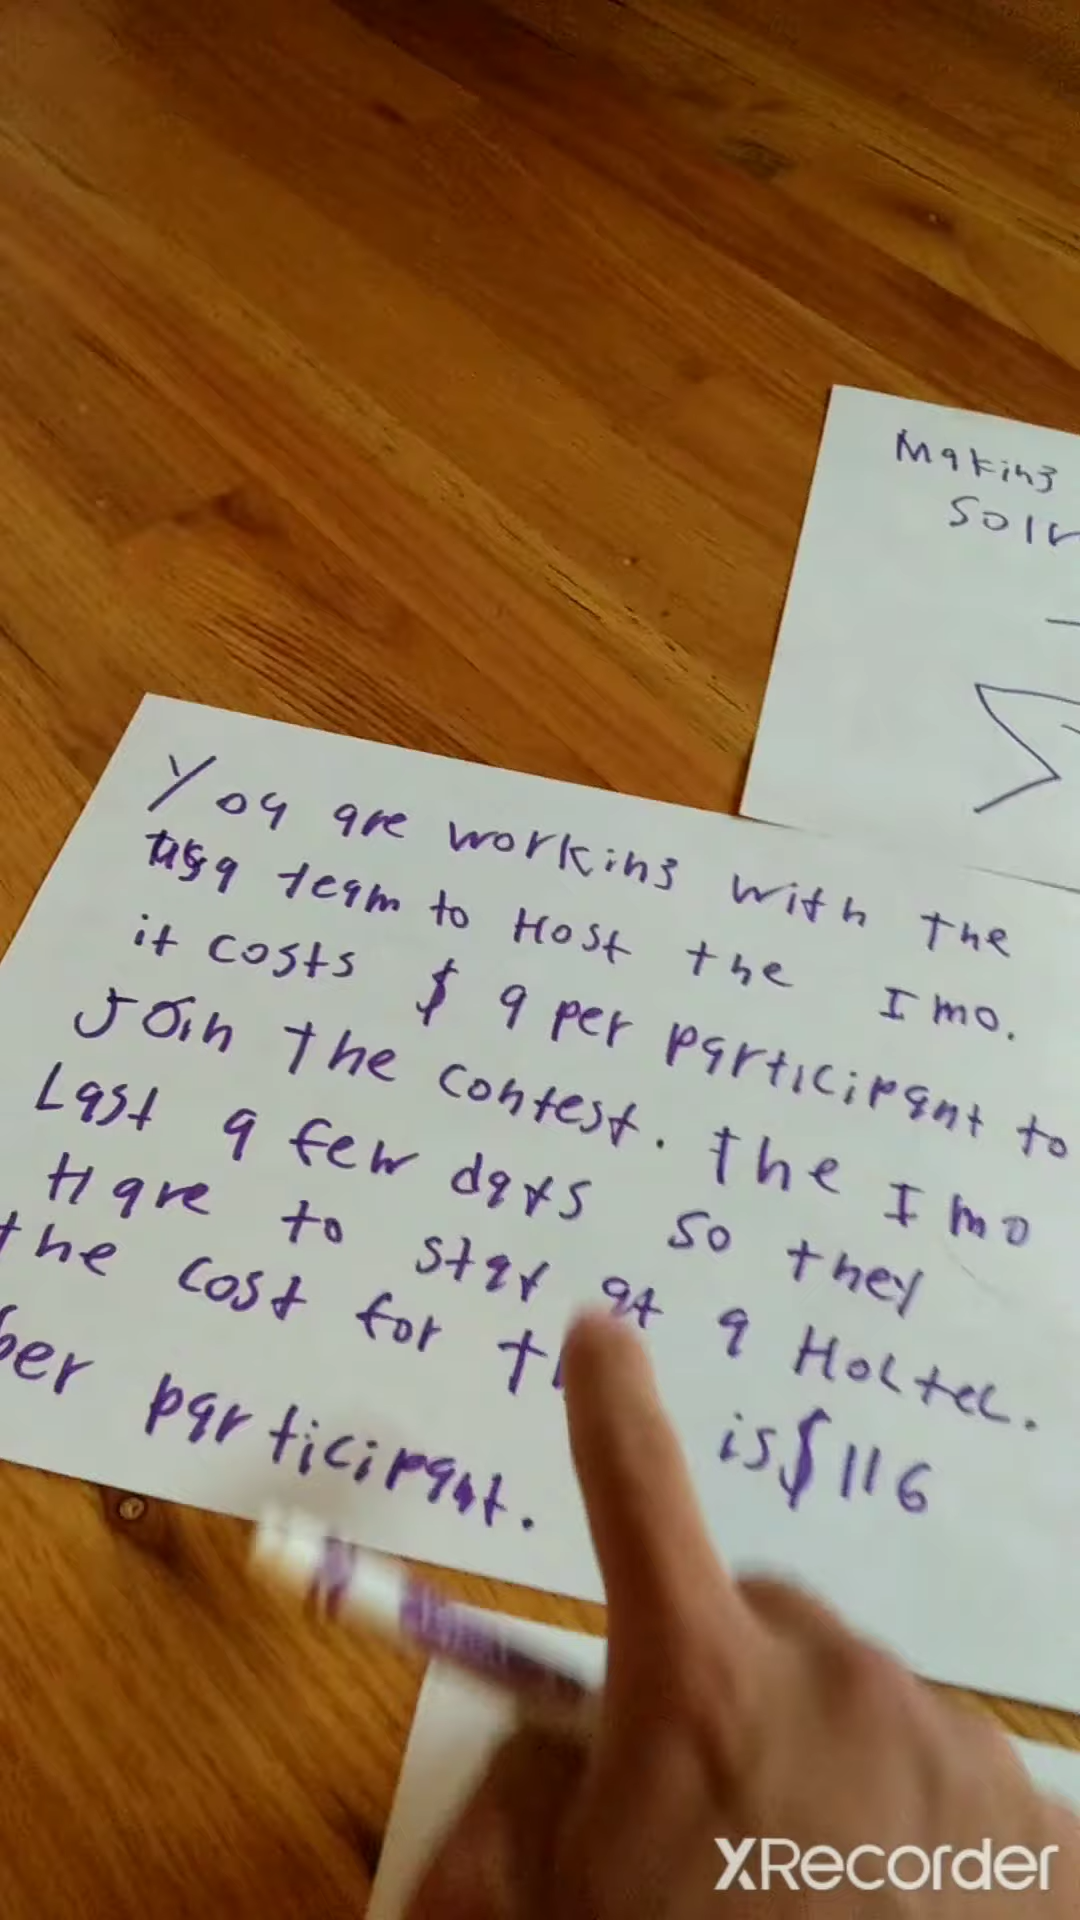 Making
Solv
You are working with the
usa team to Host the Imo.
it costs $ 9 per participant to
Join the contest. The Imo
Last a few days so they
Hare to stay at a Holtel.
the cost for is $116
per participant.
XRecorder